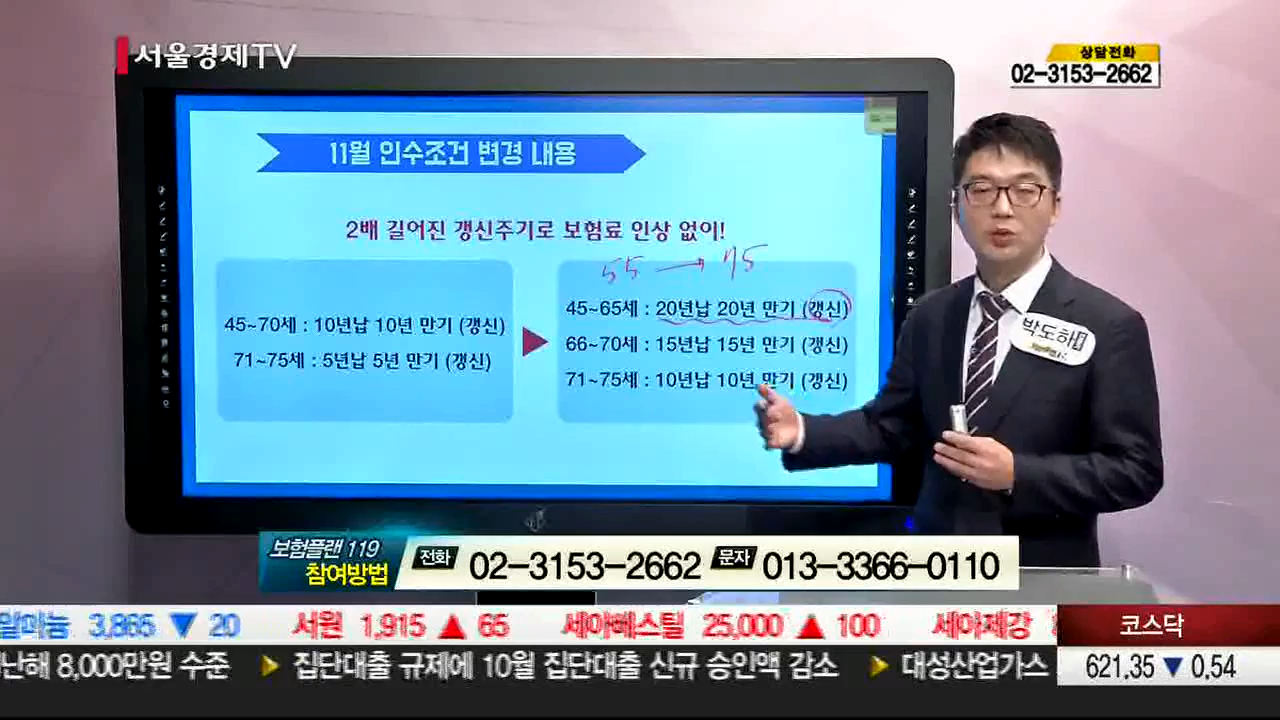 서울경제TV
상담전화
02-3153-2662
11월 인수조건 변경 내용
2배 길어진 갱신주기로 보험료 인상 없이!
55 → 75
45~70세 : 10년납 10년 만기 (갱신)
71~75세 : 5년납 5년 만기 (갱신)
45~65세 : 20년납 20년 만기 (갱신)
66~70세 : 15년납 15년 만기 (갱신)
71~75세 : 10년납 10년 만기 (갱신)
박도하
보험플랜 119
참여방법
전화 02-3153-2662 문자 013-3366-0110
알미늄 3,865 ▼ 20 서원 1,915 ▲ 65 세아베스틸 25,000 ▲ 100 세아제강
코스닥
난해 8,000만원 수준 ▶ 집단대출 규제에 10월 집단대출 신규 승인액 감소 ▶ 대성산업가스
621.35 ▼ 0.54